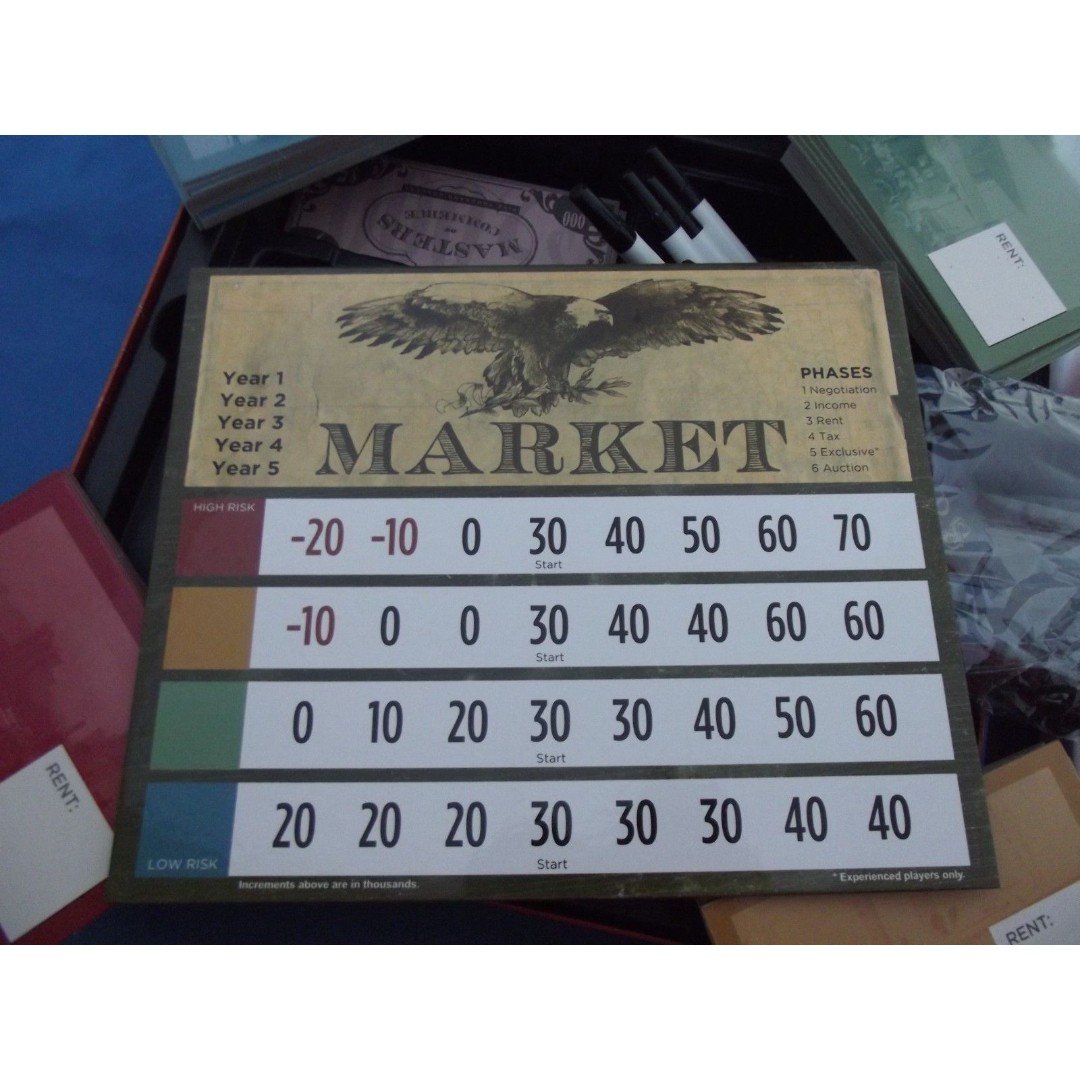 MASTERS
OF
COMMERCE
000
RENT:
Year 1
Year 2
Year 3
Year 4
Year 5
MARKET
PHASES
1 Negotiation
2 Income
3 Rent
4 Tax
5 Exclusive*
6 Auction
HIGH RISK
-20 -10 0 30 40 50 60 70
Start
-10 0 0 30 40 40 60 60
Start
0 10 20 30 30 40 50 60
Start
20 20 20 30 30 30 40 40
LOW RISK
Start
Increments above are in thousands.
* Experienced players only.
RENT:
RENT: